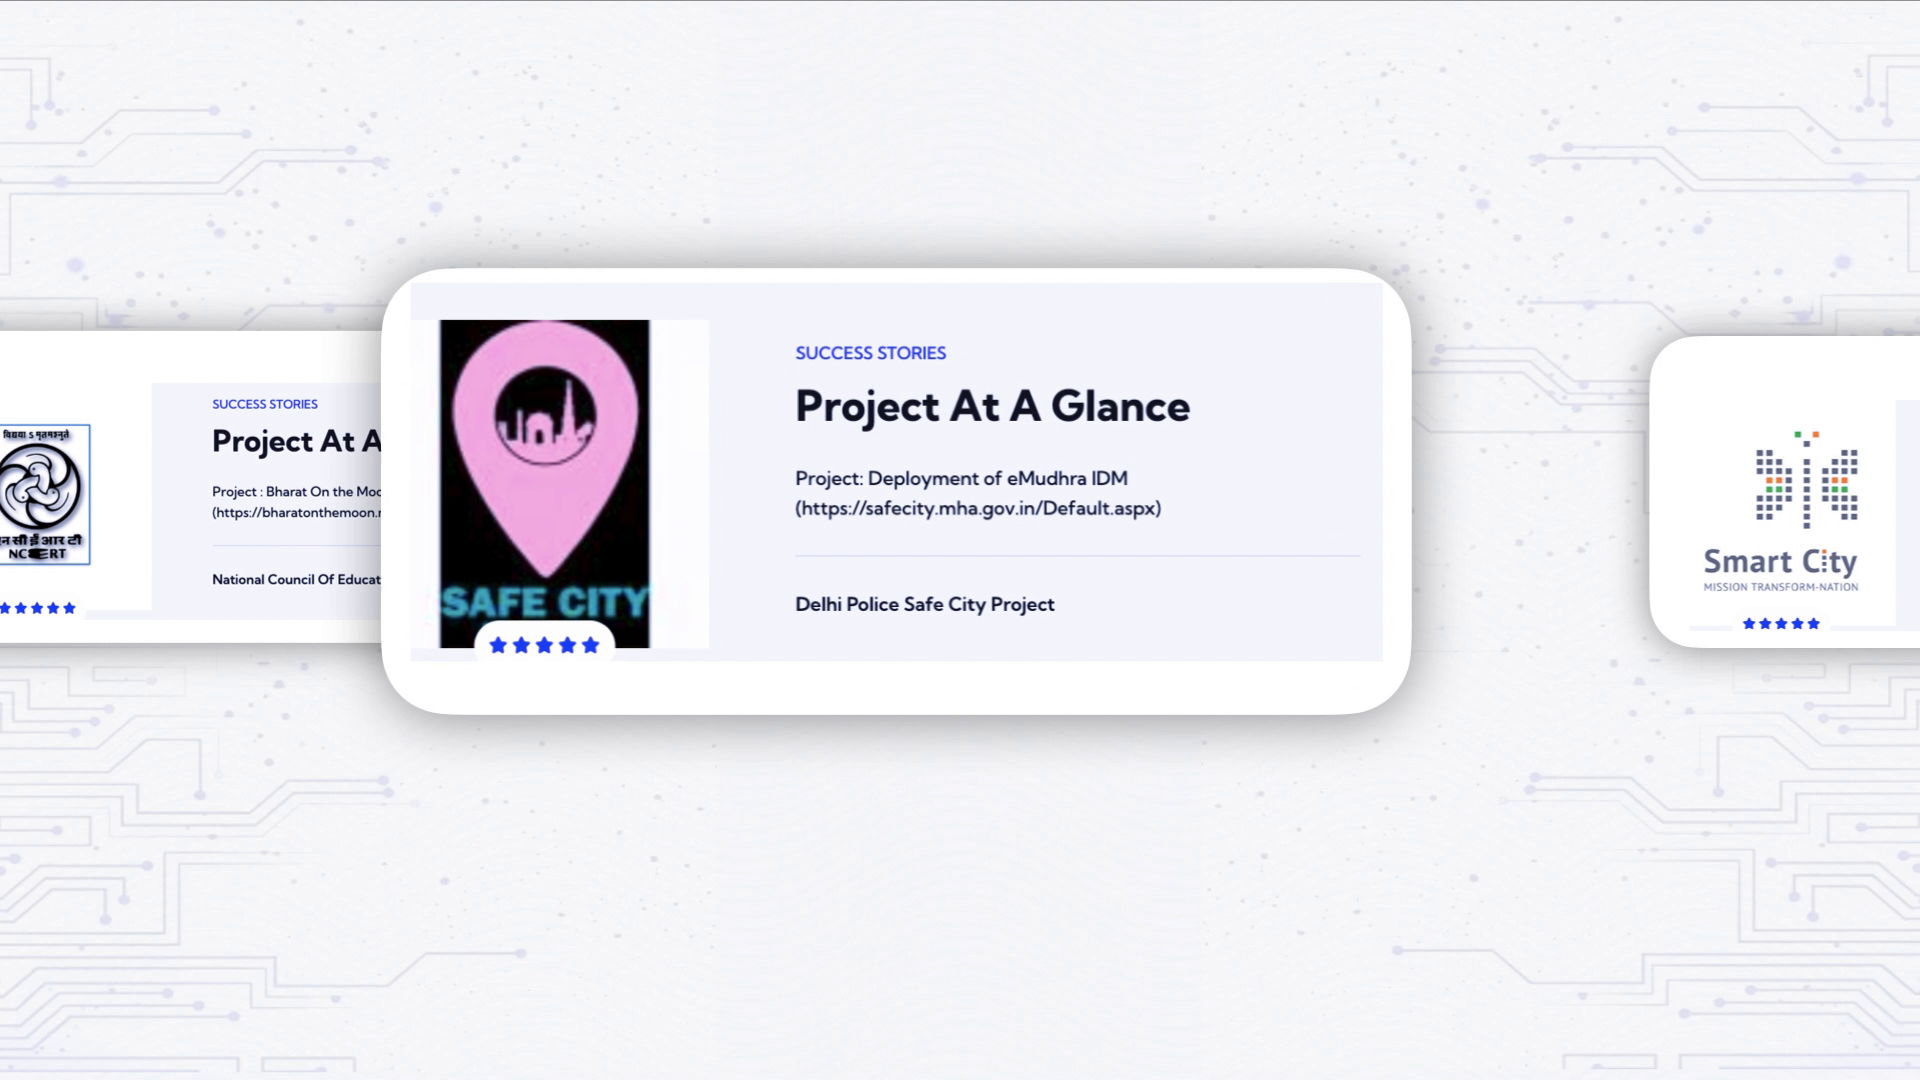 विद्यया ऽ मृतमश्नुते
एन सी ई आर टी
NCERT
SUCCESS STORIES
Project At A
Project : Bharat On the Moo
(https://bharatonthemoon.n
National Council Of Educat
SAFE CITY
SUCCESS STORIES
Project At A Glance
Project: Deployment of eMudhra IDM
(https://safecity.mha.gov.in/Default.aspx)
Delhi Police Safe City Project
Smart City
MISSION TRANSFORM-NATION